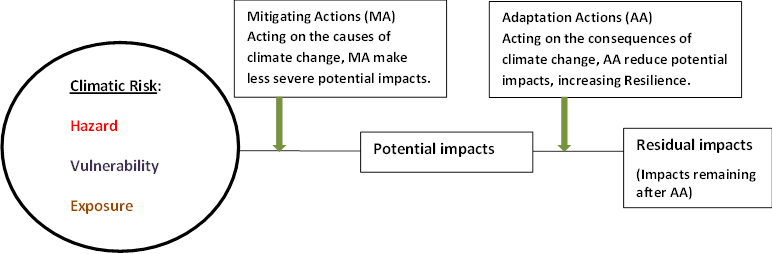 Mitigating Actions (MA)
Acting on the causes of
climate change, MA make
less severe potential impacts.
Adaptation Actions (AA)
Acting on the consequences of
climate change, AA reduce potential
impacts, increasing Resilience.
Climatic Risk:
Hazard
Vulnerability
Exposure
Potential impacts
Residual impacts
(Impacts remaining
after AA)